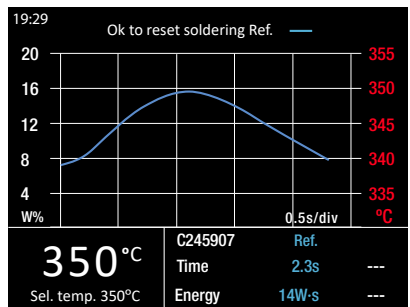 19:29
Ok to reset soldering Ref.
20 355
16 350
12 345
8 340
4 335
W% 0.5s/div ºC
350°C
Sel. temp. 350ºC
C245907 Ref.
Time 2.3s ---
Energy 14W·s ---